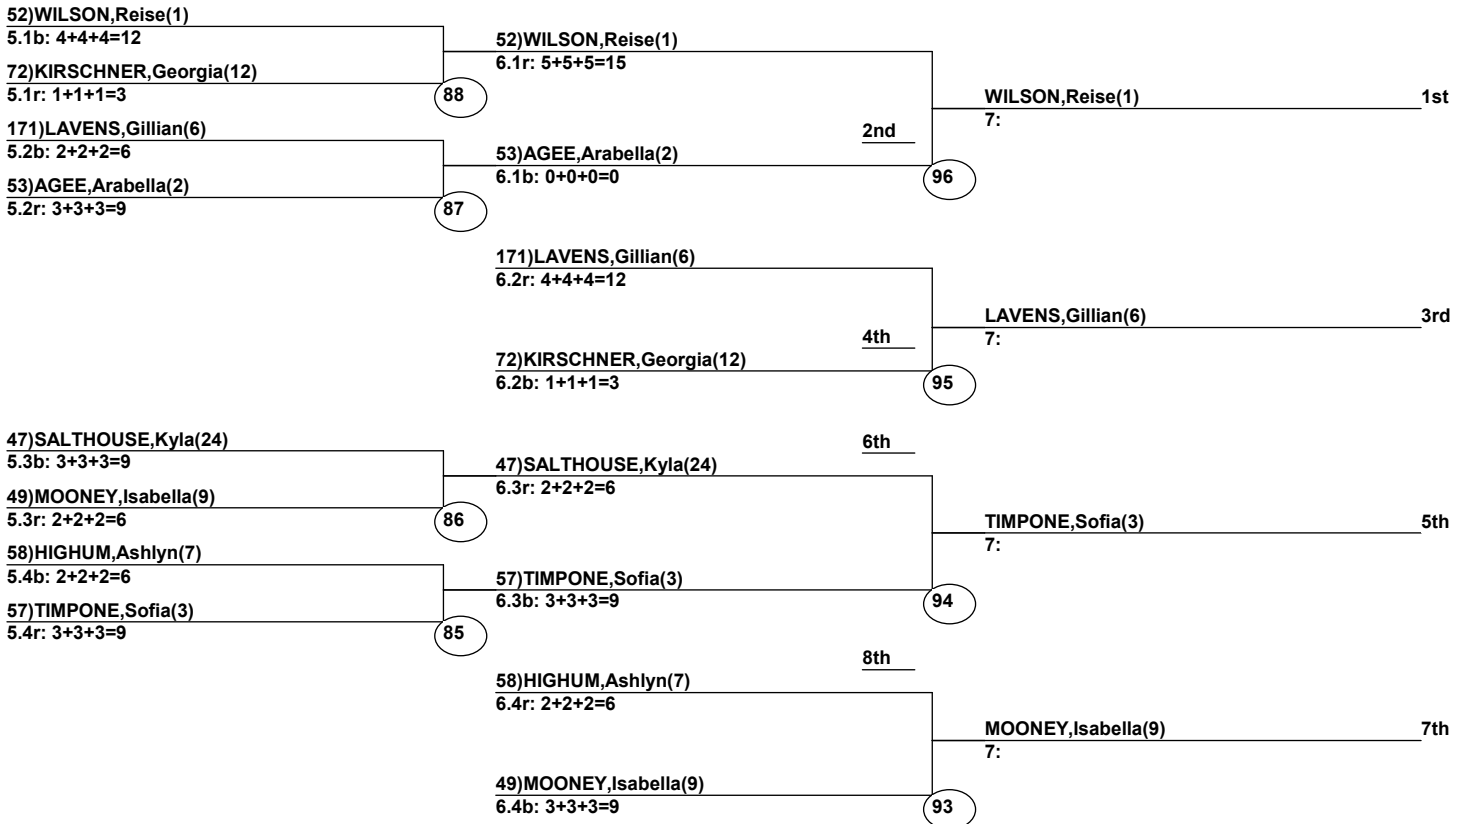 52)WILSON,Reise(1)
5.1b: 4+4+4=12
72)KIRSCHNER,Georgia(12)
5.1r: 1+1+1=3
88
171)LAVENS,Gillian(6)
5.2b: 2+2+2=6
53)AGEE,Arabella(2)
5.2r: 3+3+3=9
87
52)WILSON,Reise(1)
6.1r: 5+5+5=15
2nd
53)AGEE,Arabella(2)
6.1b: 0+0+0=0
96
WILSON,Reise(1) 1st
7:
171)LAVENS,Gillian(6)
6.2r: 4+4+4=12
4th
72)KIRSCHNER,Georgia(12)
6.2b: 1+1+1=3
95
LAVENS,Gillian(6) 3rd
7:
47)SALTHOUSE,Kyla(24)
5.3b: 3+3+3=9
49)MOONEY,Isabella(9)
5.3r: 2+2+2=6
86
58)HIGHUM,Ashlyn(7)
5.4b: 2+2+2=6
57)TIMPONE,Sofia(3)
5.4r: 3+3+3=9
85
6th
47)SALTHOUSE,Kyla(24)
6.3r: 2+2+2=6
57)TIMPONE,Sofia(3)
6.3b: 3+3+3=9
94
TIMPONE,Sofia(3) 5th
7:
8th
58)HIGHUM,Ashlyn(7)
6.4r: 2+2+2=6
49)MOONEY,Isabella(9)
6.4b: 3+3+3=9
93
MOONEY,Isabella(9) 7th
7: